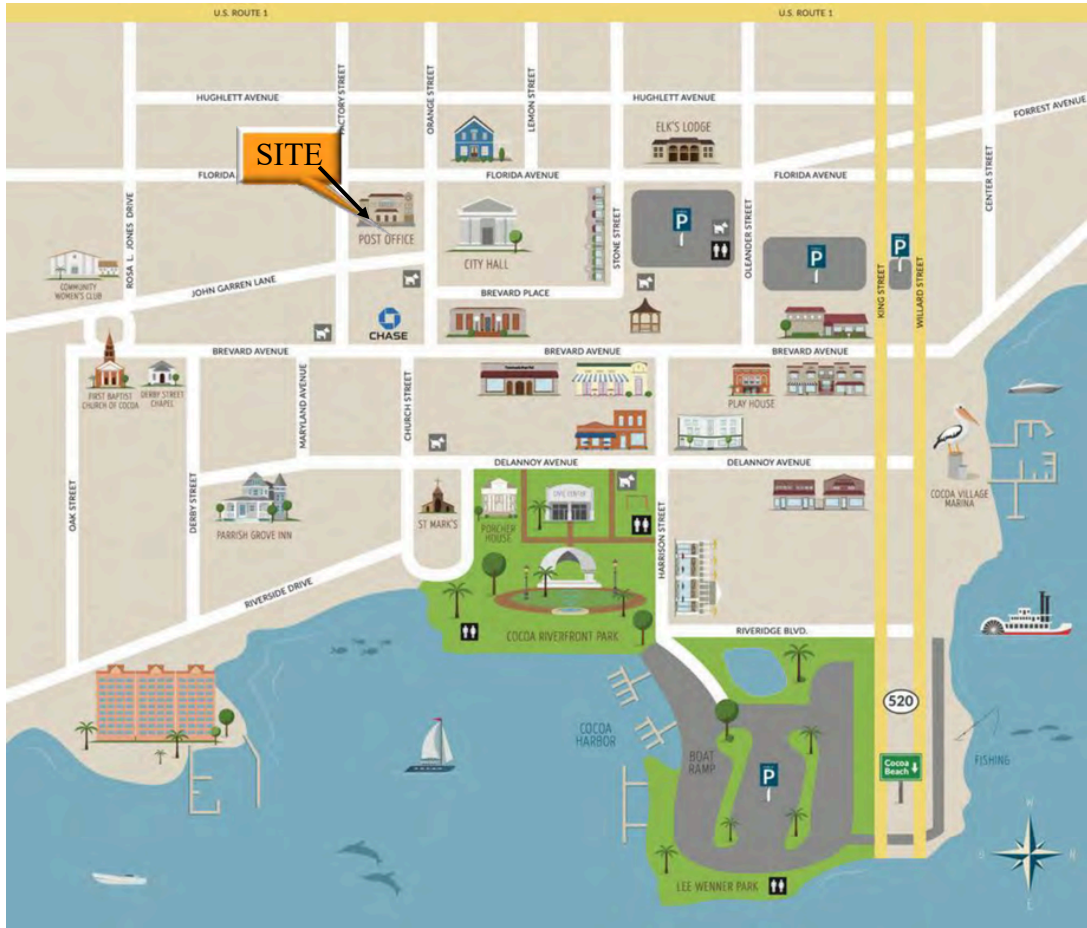 U.S. ROUTE 1
U.S. ROUTE 1
HUGHLETT AVENUE
HUGHLETT AVENUE
FACTORY STREET
ORANGE STREET
LEMON STREET
FORREST AVENUE
ELK'S LODGE
SITE
FLORIDA
FLORIDA AVENUE
FLORIDA AVENUE
CENTER STREET
ROSA L. JONES DRIVE
POST OFFICE
CITY HALL
STONE STREET
P
OLEANDER STREET
P
P
KING STREET
WILLARD STREET
COMMUNITY
WOMEN'S CLUB
JOHN GARREN LANE
BREVARD PLACE
CHASE
BREVARD AVENUE
BREVARD AVENUE
BREVARD AVENUE
FIRST BAPTIST
CHURCH OF COCOA
DERBY STREET
CHAPEL
MARYLAND AVENUE
CHURCH STREET
PLAY HOUSE
DELANNOY AVENUE
DELANNOY AVENUE
OAK STREET
DERBY STREET
PARRISH GROVE INN
ST MARK'S
PORCHER
HOUSE
CIVIC CENTER
HARRISON STREET
COCOA VILLAGE
MARINA
RIVERSIDE DRIVE
COCOA RIVERFRONT PARK
RIVERIDGE BLVD.
520
COCOA
HARBOR
BOAT
RAMP
P
Cocoa
Beach
FISHING
LEE WENNER PARK
W
S
N
E